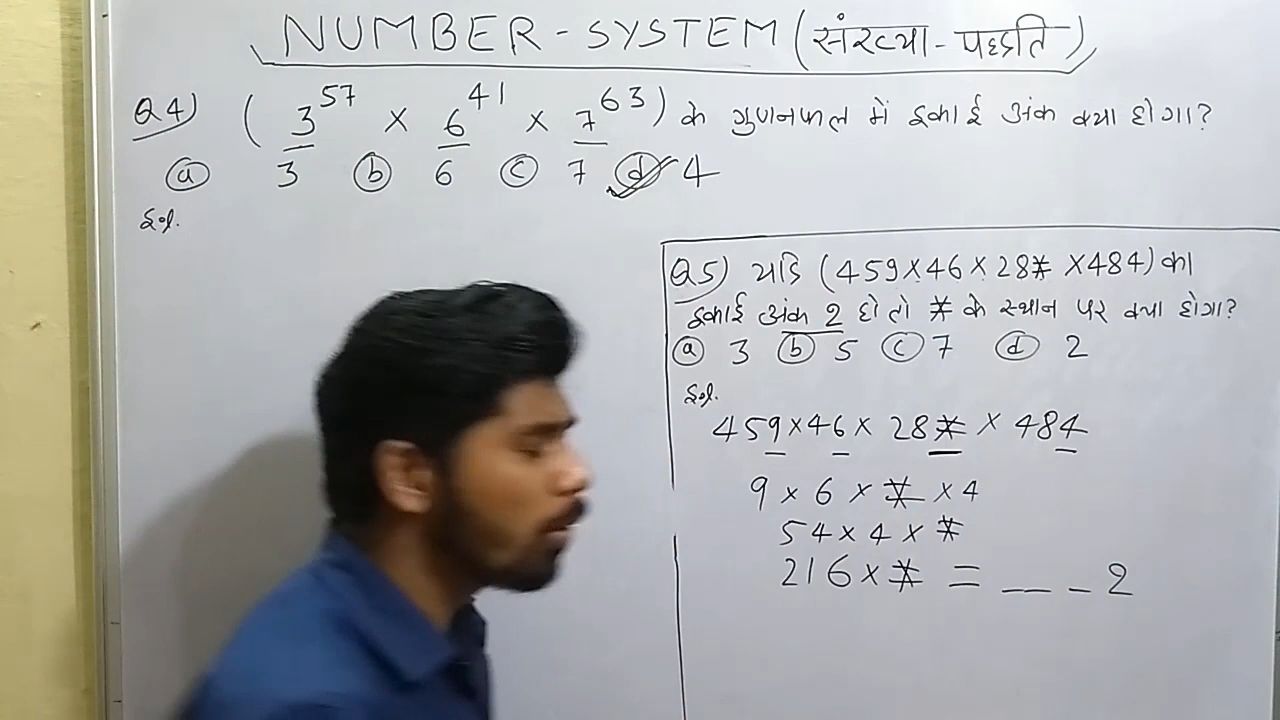 NUMBER-SYSTEM (संख्या-पद्धति)
Q4) (3^57 × 6^41 × 7^63) के गुणनफल में इकाई अंक क्या होगा?
(a) 3 (b) 6 (c) 7 (d) 4
Sol.
Q5) यदि (459×46×28* ×484) का
इकाई अंक 2 हो तो * के स्थान पर क्या होगा?
(a) 3 (b) 5 (c) 7 (d) 2
Sol.
459×46× 28* × 484
9 × 6 × * × 4
54 × 4 × *
216 × * = _ _ 2